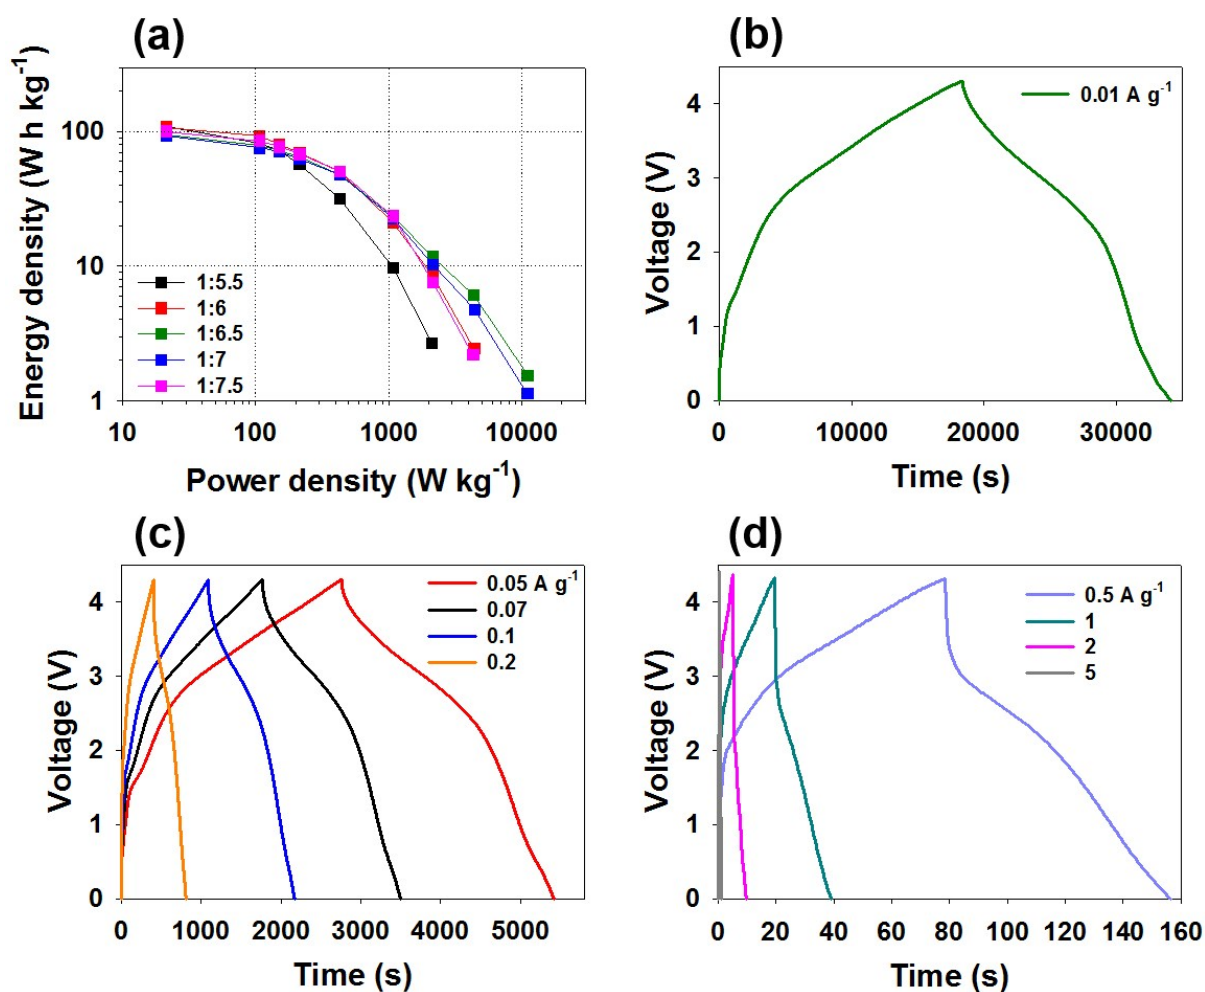 (a)
Energy density (W h kg-1)
100
10
1
1:5.5
1:6
1:6.5
1:7
1:7.5
10 100 1000 10000
Power density (W kg-1)
(b)
Voltage (V)
4
3
2
1
0
0.01 A g-1
0 10000 20000 30000
Time (s)
(c)
Voltage (V)
4
3
2
1
0
0.05 A g-1
0.07
0.1
0.2
0 1000 2000 3000 4000 5000
Time (s)
(d)
Voltage (V)
4
3
2
1
0
0.5 A g-1
1
2
5
0 20 40 60 80 100 120 140 160
Time (s)